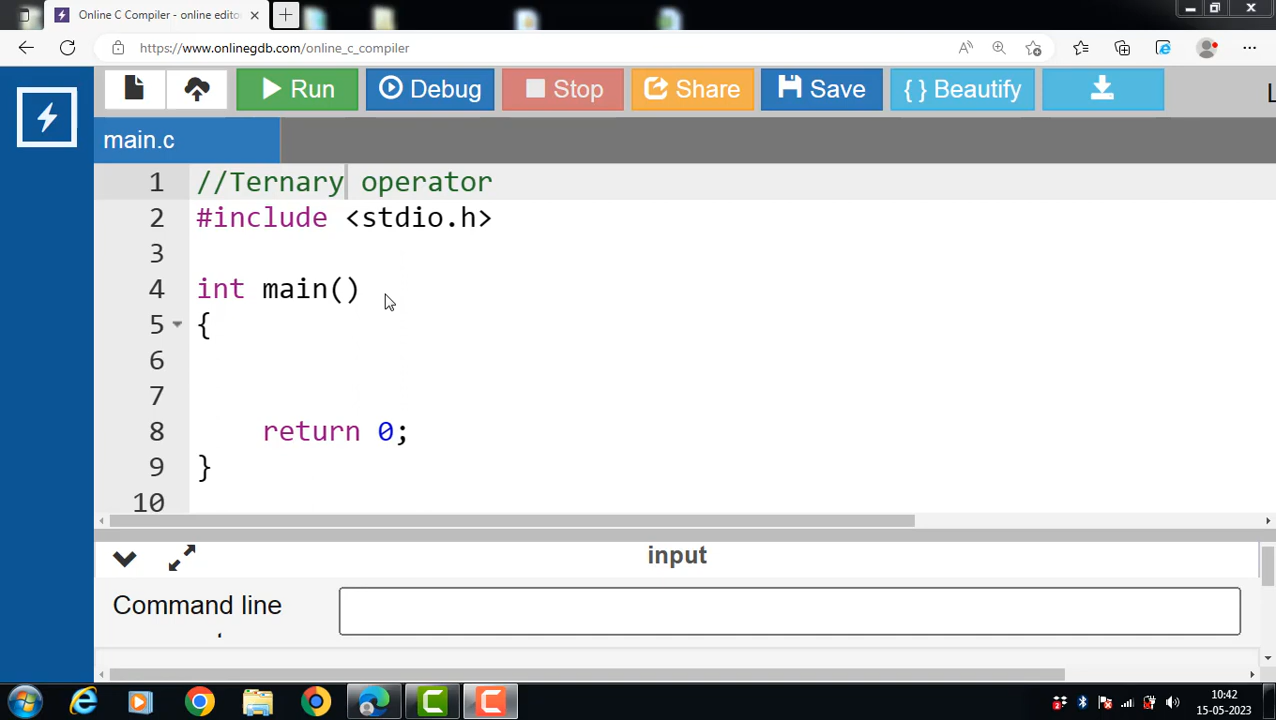 Online C Compiler - online edito
https://www.onlinegdb.com/online_c_compiler
Run Debug Stop Share Save { } Beautify
main.c
1 //Ternary operator
2 #include <stdio.h>
3
4 int main()
5 {
6
7
8 return 0;
9 }
10
input
Command line
10:42
15-05-2023